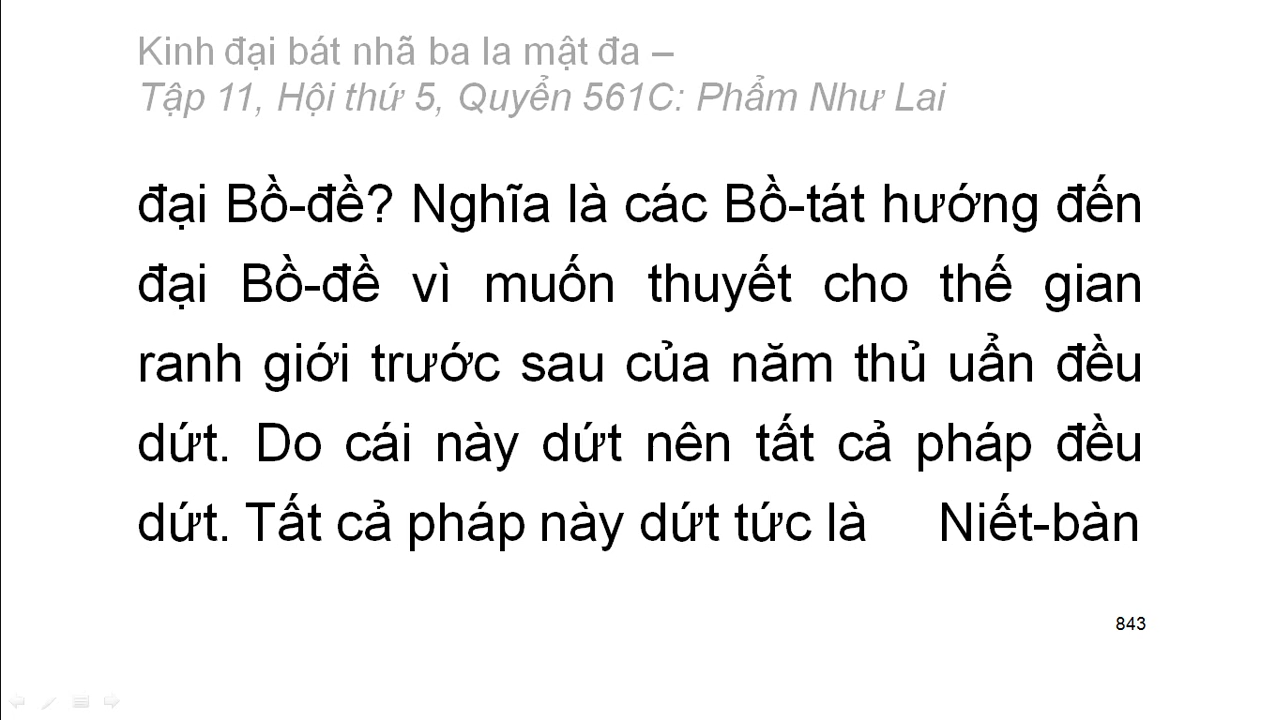 Kinh đại bát nhã ba la mật đa –
Tập 11, Hội thứ 5, Quyển 561C: Phẩm Như Lai
đại Bồ-đề? Nghĩa là các Bồ-tát hướng đến
đại Bồ-đề vì muốn thuyết cho thế gian
ranh giới trước sau của năm thủ uẩn đều
dứt. Do cái này dứt nên tất cả pháp đều
dứt. Tất cả pháp này dứt tức là Niết-bàn
843